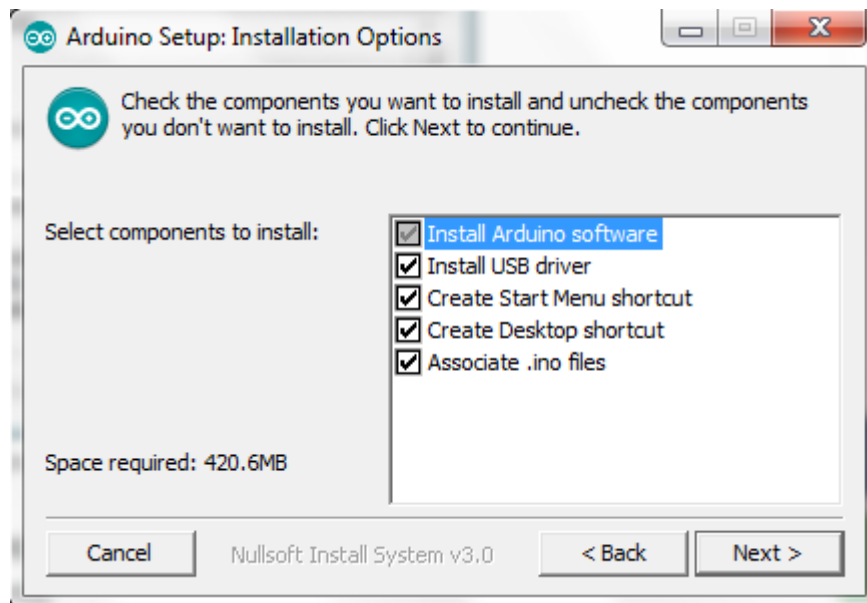 Arduino Setup: Installation Options
Check the components you want to install and uncheck the components
you don't want to install. Click Next to continue.
Select components to install:
Install Arduino software
Install USB driver
Create Start Menu shortcut
Create Desktop shortcut
Associate .ino files
Space required: 420.6MB
Cancel
Nullsoft Install System v3.0
< Back
Next >